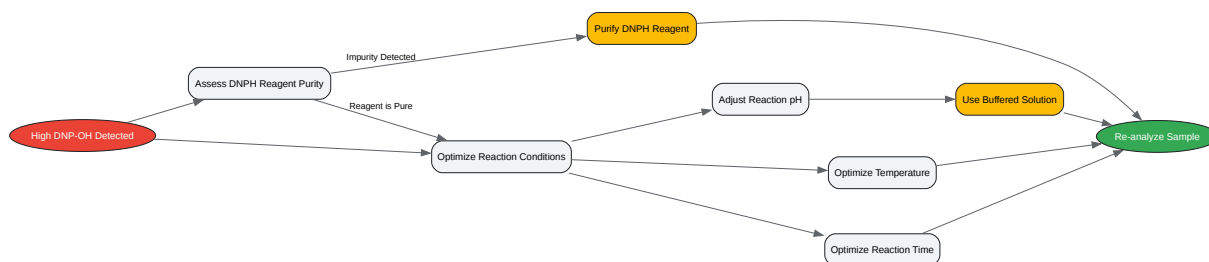 High DNP-OH Detected
Assess DNPH Reagent Purity
Impurity Detected
Reagent is Pure
Purify DNPH Reagent
Optimize Reaction Conditions
Adjust Reaction pH
Use Buffered Solution
Optimize Temperature
Optimize Reaction Time
Re-analyze Sample